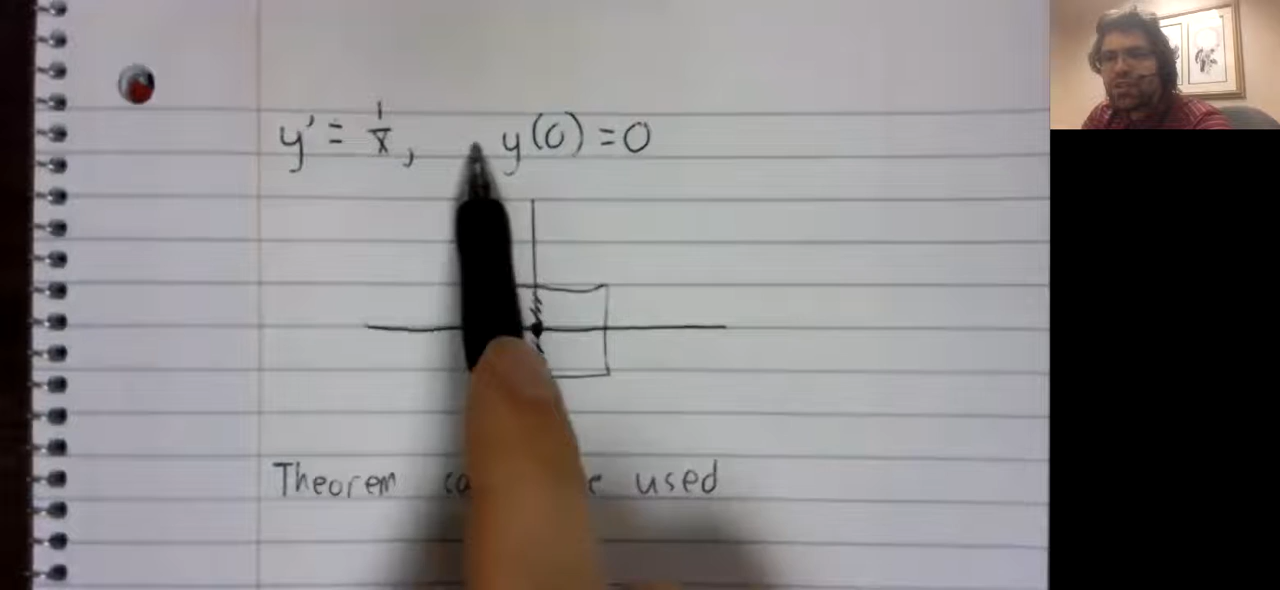 y' = 1/x, y(0) = 0
Theorem used